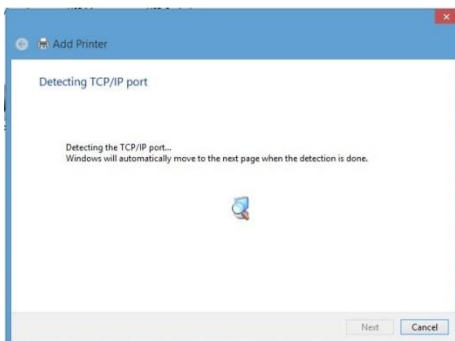 Add Printer
Detecting TCP/IP port
Detecting the TCP/IP port...
Windows will automatically move to the next page when the detection is done.
Next
Cancel